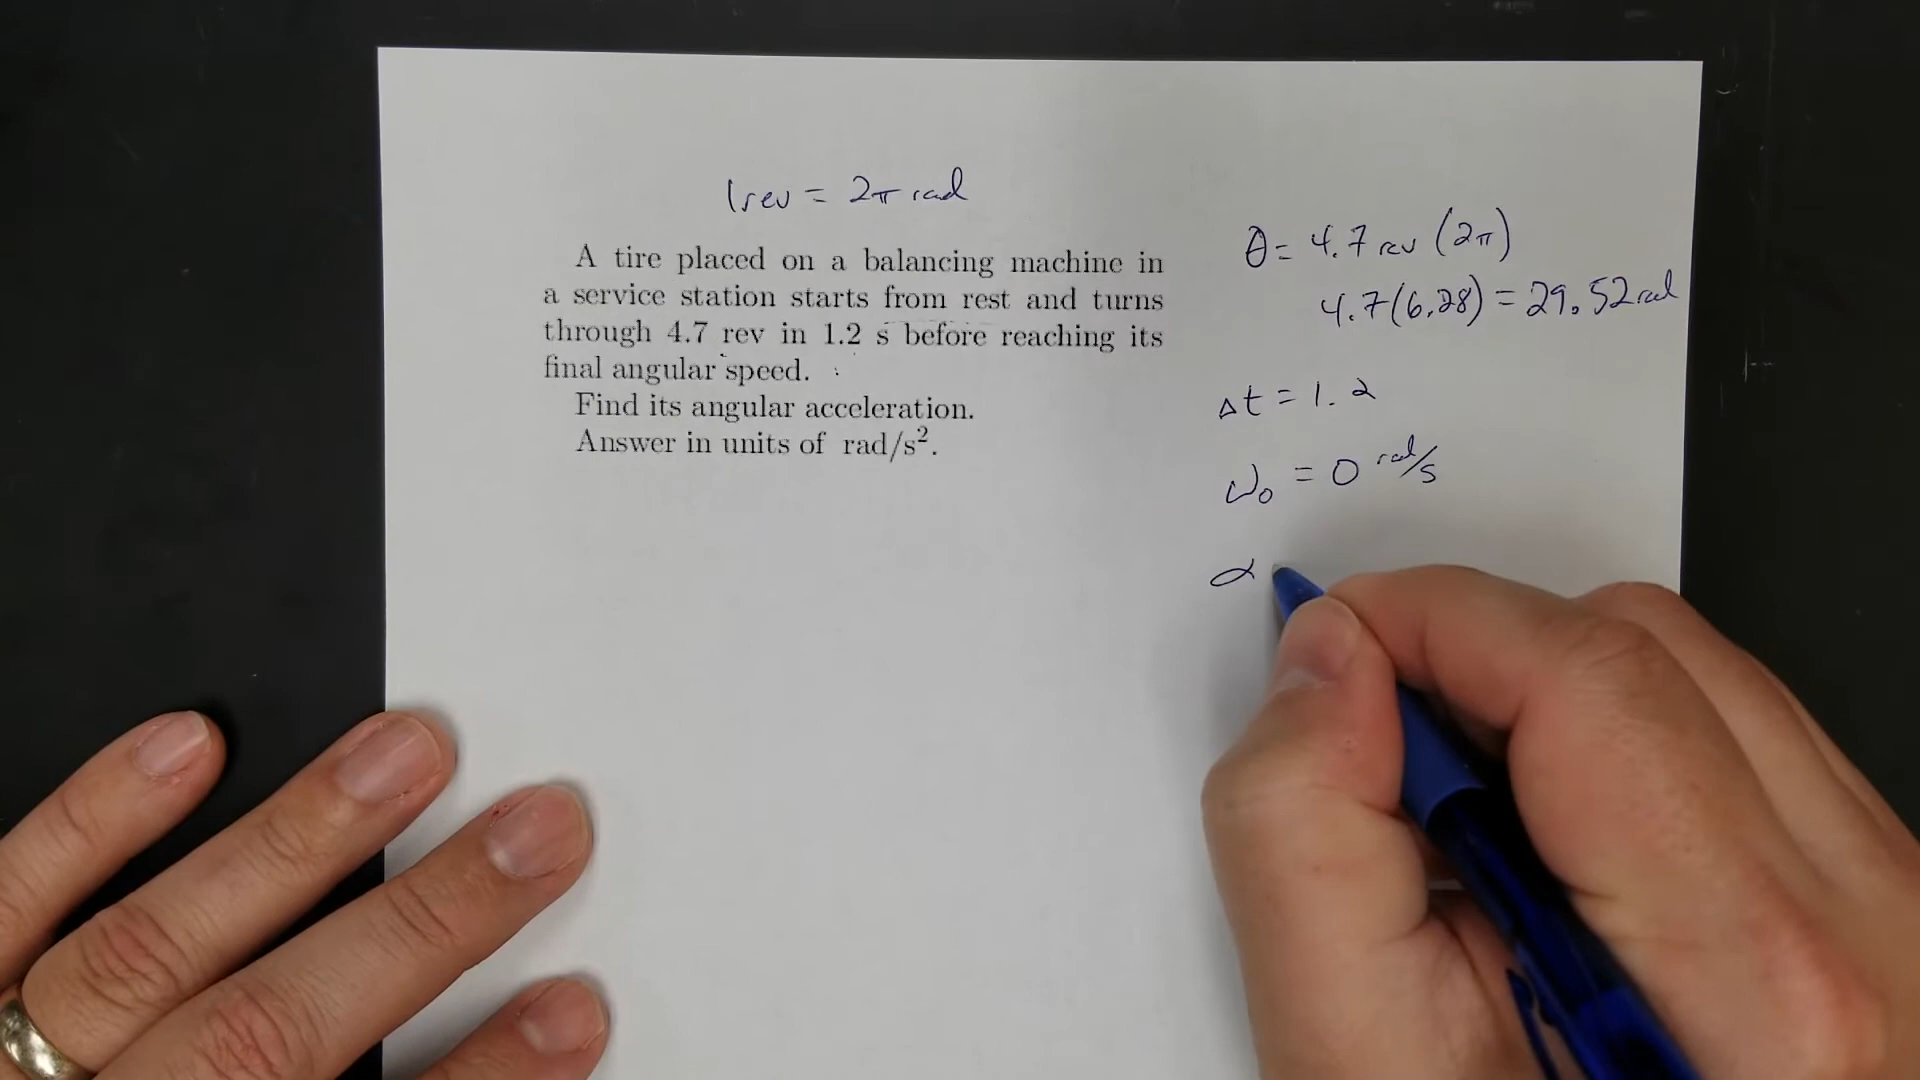 1rev = 2π rad
A tire placed on a balancing machine in
a service station starts from rest and turns
through 4.7 rev in 1.2 s before reaching its
final angular speed.
Find its angular acceleration.
Answer in units of rad/s².
θ = 4.7 rev (2π)
4.7(6.28) = 29.52 rad
Δt = 1.2
ω₀ = 0 rad/s
α